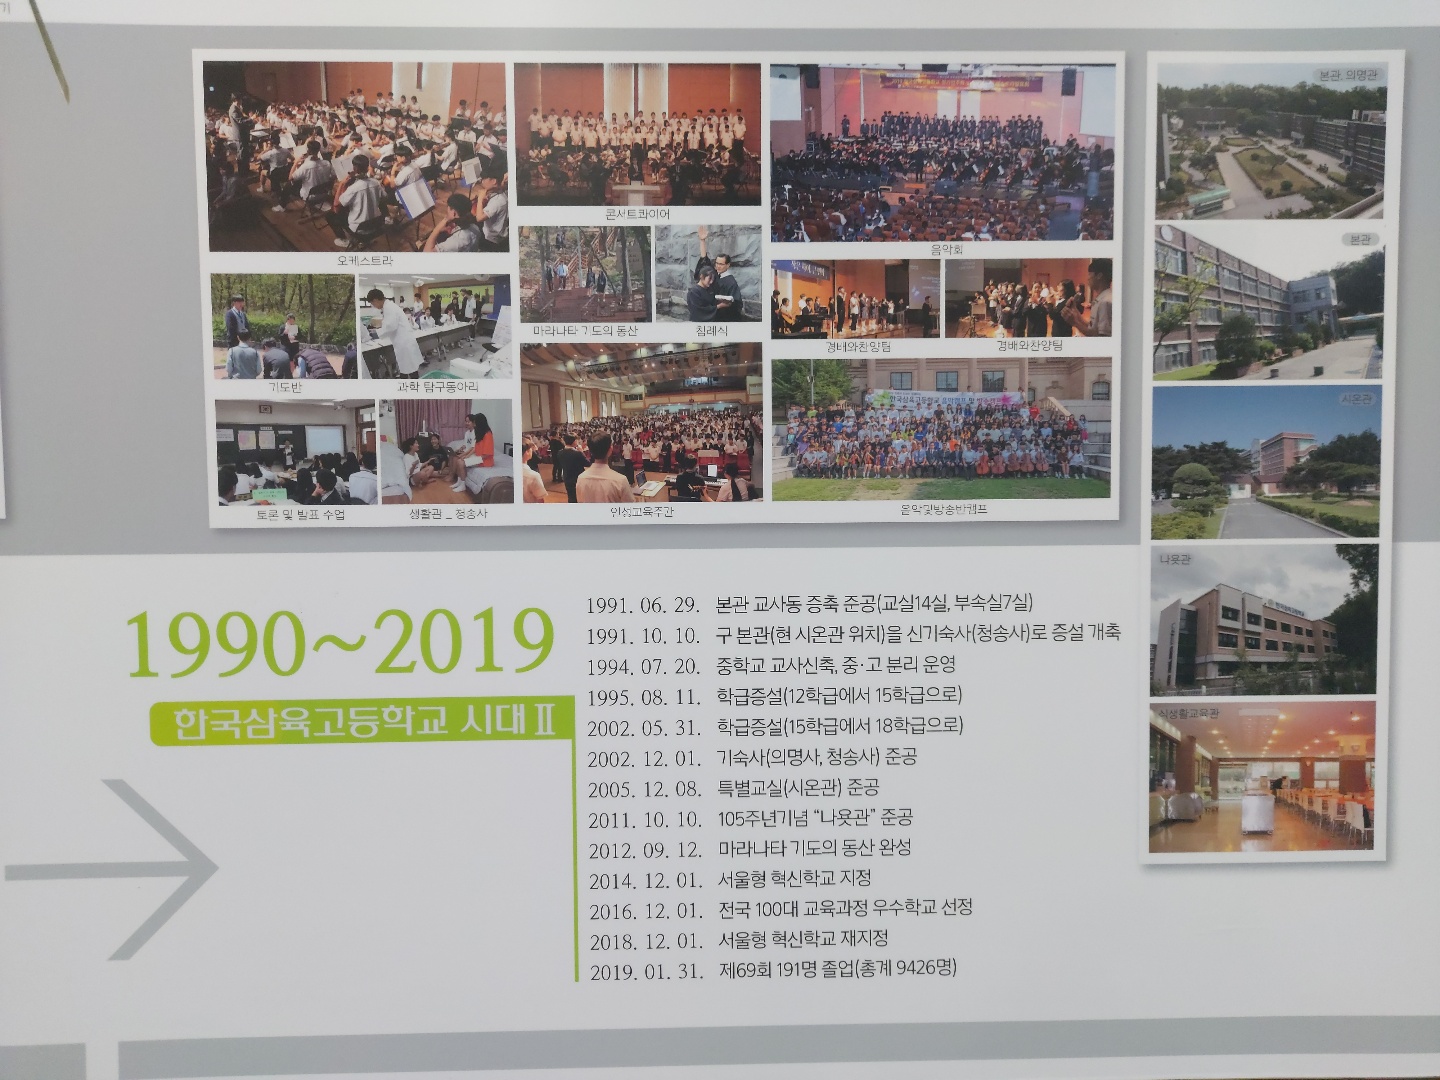 기
오케스트라
콘서트콰이어
음악회
마라나타 기도의 동산
침례식
경배와찬양팀
경배와찬양팀
기도반
과학 탐구동아리
토론 및 발표 수업
생활관 _ 청송사
인성교육주간
한국삼육고등학교 음악캠프 및
음악및방송반캠프
본관, 의명관
본관
시온관
나욧관
식생활교육관
1990~2019
한국삼육고등학교 시대 Ⅱ
1991. 06. 29. 본관 교사동 증축 준공(교실14실, 부속실7실)
1991. 10. 10. 구 본관(현 시온관 위치)을 신기숙사(청송사)로 증설 개축
1994. 07. 20. 중학교 교사신축, 중·고 분리 운영
1995. 08. 11. 학급증설(12학급에서 15학급으로)
2002. 05. 31. 학급증설(15학급에서 18학급으로)
2002. 12. 01. 기숙사(의명사, 청송사) 준공
2005. 12. 08. 특별교실(시온관) 준공
2011. 10. 10. 105주년기념 “나욧관” 준공
2012. 09. 12. 마라나타 기도의 동산 완성
2014. 12. 01. 서울형 혁신학교 지정
2016. 12. 01. 전국 100대 교육과정 우수학교 선정
2018. 12. 01. 서울형 혁신학교 재지정
2019. 01. 31. 제69회 191명 졸업(총계 9426명)